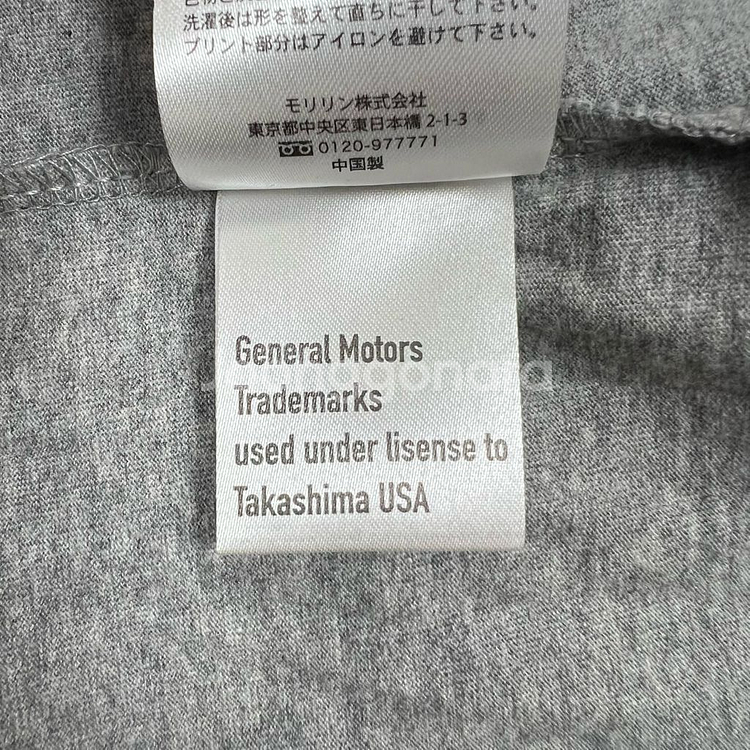 洗濯後は形を整えて直ちに干して下さい。
プリント部分はアイロンを避けて下さい。
モリリン株式会社
東京都中央区東日本橋 2-1-3
0120-977771
中国製
General Motors
Trademarks
used under lisense to
Takashima USA